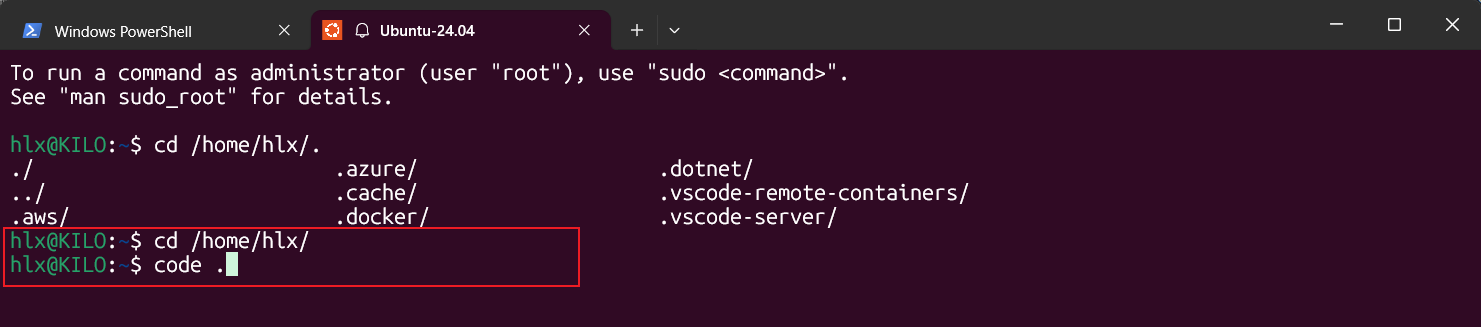 Windows PowerShell
Ubuntu-24.04
To run a command as administrator (user "root"), use "sudo <command>".
See "man sudo_root" for details.
hlx@KILO:~$ cd /home/hlx/.
./ .azure/ .dotnet/
../ .cache/ .vscode-remote-containers/
.aws/ .docker/ .vscode-server/
hlx@KILO:~$ cd /home/hlx/
hlx@KILO:~$ code .